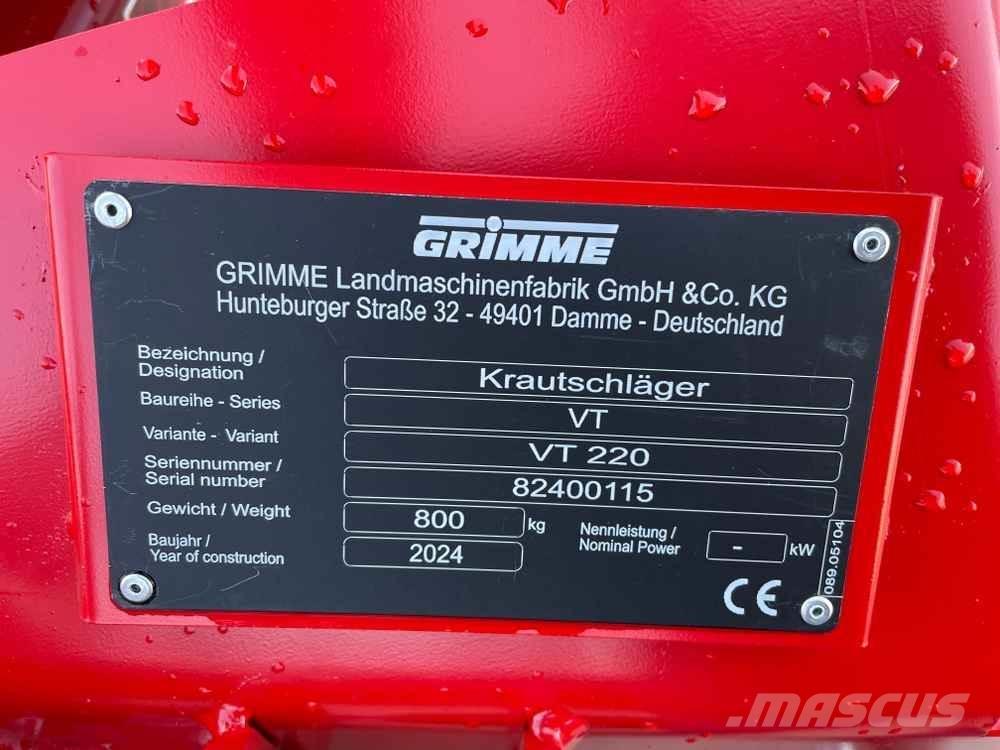 GRIMME
GRIMME Landmaschinenfabrik GmbH &Co. KG
Hunteburger Straße 32 - 49401 Damme - Deutschland
Bezeichnung /
Designation
Krautschläger
Baureihe - Series
VT
Variante - Variant
VT 220
Seriennummer /
Serial number
82400115
Gewicht / Weight
800 kg
Nennleistung /
Nominal Power
- kW
Baujahr /
Year of construction
2024
CE
089.05104
MASCUS